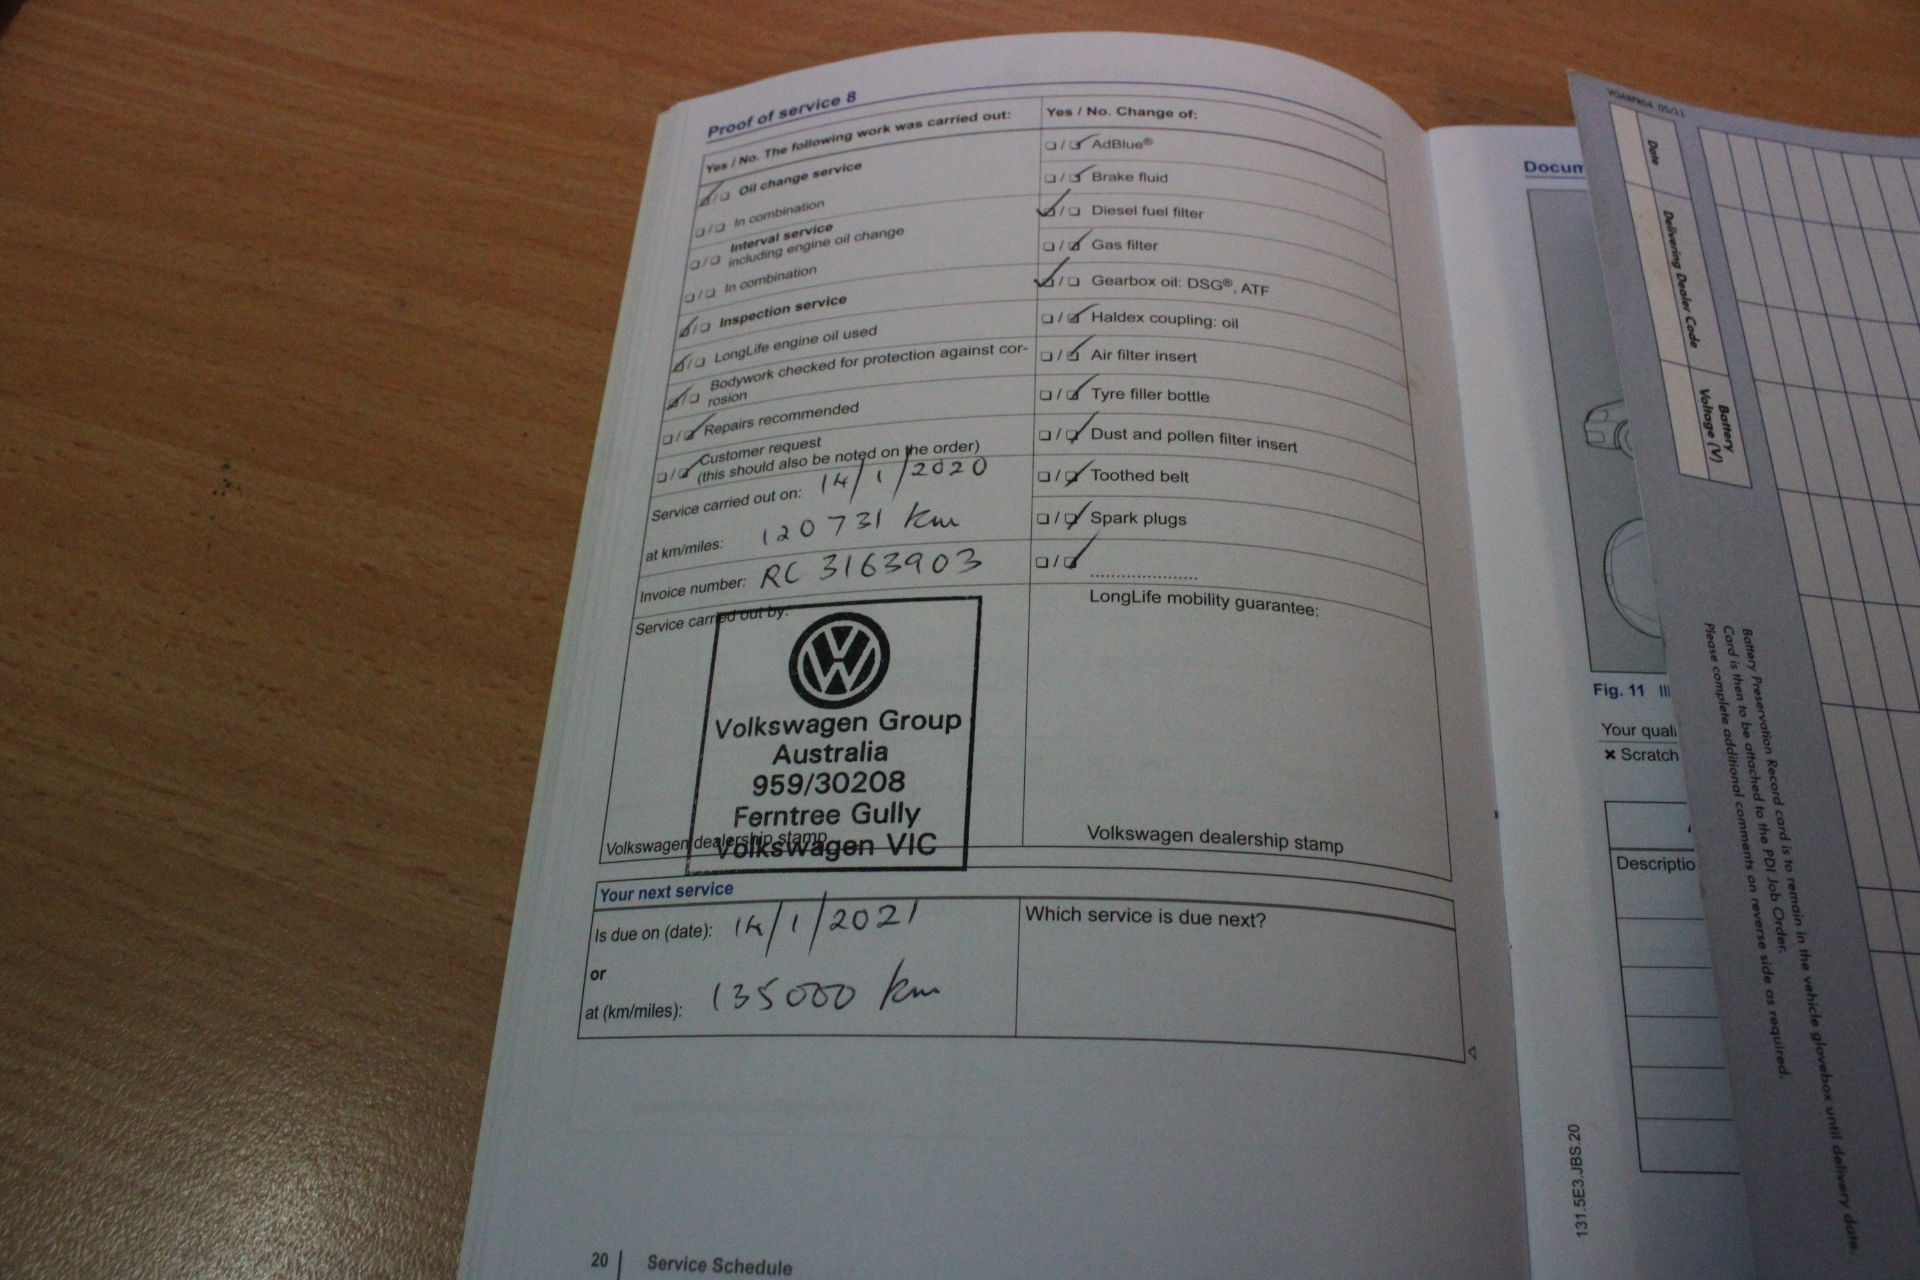 Proof of service 8
Yes / No. The following work was carried out:
Oil change service
In combination
Interval service
including engine oil change
In combination
Inspection service
LongLife engine oil used
Bodywork checked for protection against cor-
rosion
Repairs recommended
Customer request
(this should also be noted on the order)
Service carried out on: 14/1/2020
at km/miles: 120731 km
Invoice number: RC 3163903
Service carried out by:
Volkswagen Group
Australia
959/30208
Ferntree Gully
Volkswagen VIC
Volkswagen dealership stamp
Yes / No. Change of:
AdBlue®
Brake fluid
Diesel fuel filter
Gas filter
Gearbox oil: DSG®, ATF
Haldex coupling: oil
Air filter insert
Tyre filler bottle
Dust and pollen filter insert
Toothed belt
Spark plugs
LongLife mobility guarantee:
Volkswagen dealership stamp
Your next service
Is due on (date): 14/1/2021
or
at (km/miles): 135000 km
Which service is due next?
20 | Service Schedule
Docum
Fig. 11
Your quali
× Scratch
Descriptio
131.5E3.JBS.20
Date
Delivering Dealer Code
Battery
Voltage (V)
Battery Preservation Record card is to remain in the vehicle glovebox until delivery date.
Card is then to be attached to the PDI Job Order.
Please complete additional comments on reverse side as required.